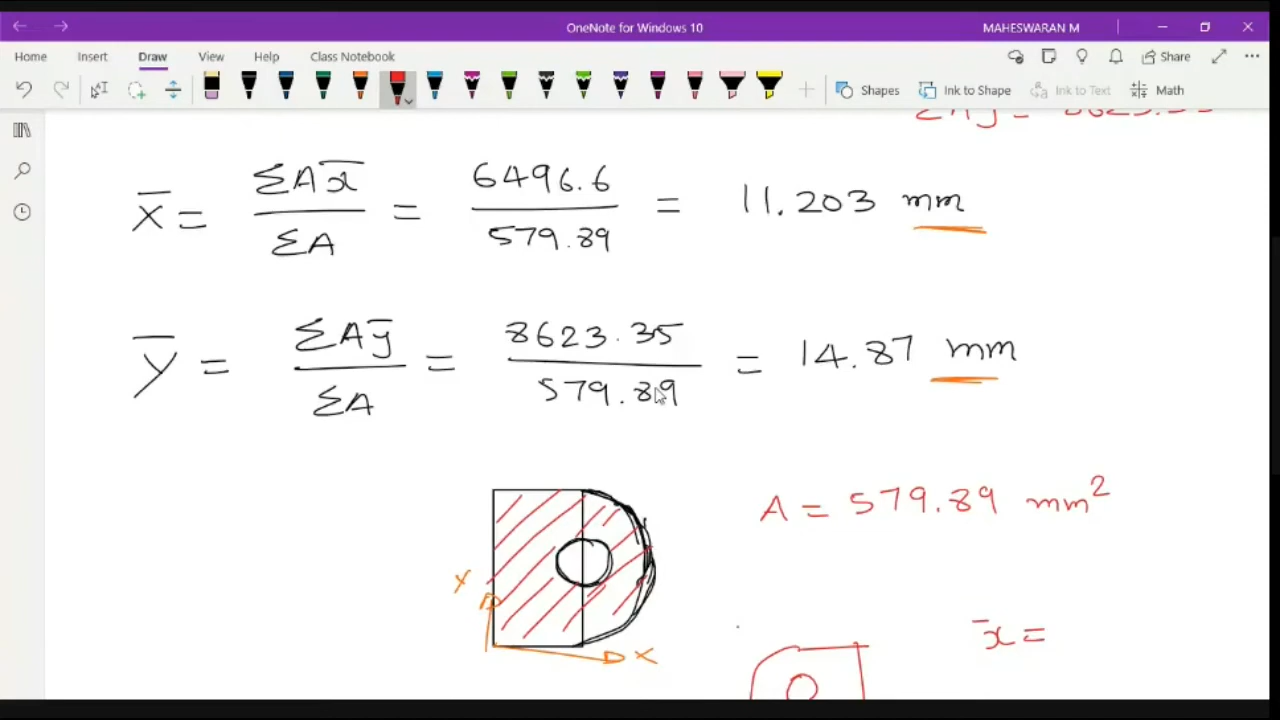 OneNote for Windows 10
MAHESWARAN M
Home Insert Draw View Help Class Notebook
Share
Shapes Ink to Shape Ink to Text Math
X̄ = ΣAx̄ / ΣA = 6496.6 / 579.89 = 11.203 mm
ȳ = ΣAȳ / ΣA = 8623.35 / 579.89 = 14.87 mm
A = 579.89 mm²
Y
X
x̄ =